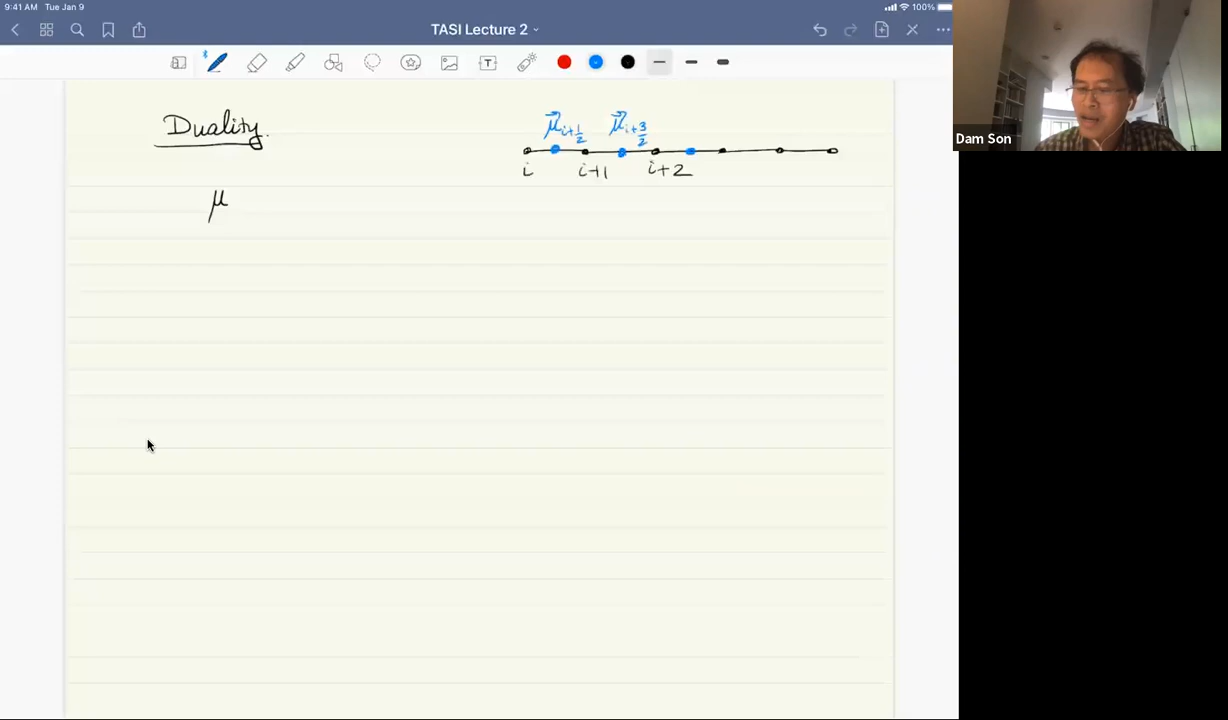 9:41 AM Tue Jan 9
100%
TASI Lecture 2
T
Dam Son
Duality.
μ⃗_{i+1/2} μ⃗_{i+3/2}
i i+1 i+2
μ